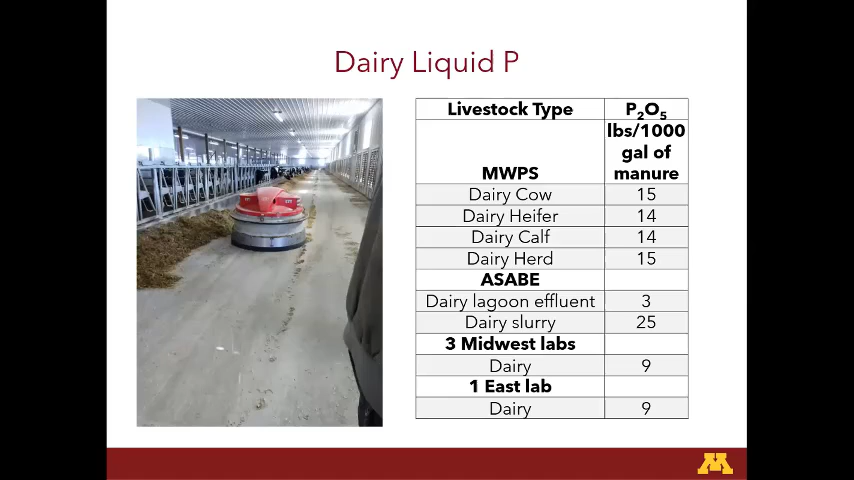 Dairy Liquid P
Livestock Type P₂O₅
MWPS lbs/1000 gal of manure
Dairy Cow 15
Dairy Heifer 14
Dairy Calf 14
Dairy Herd 15
ASABE
Dairy lagoon effluent 3
Dairy slurry 25
3 Midwest labs
Dairy 9
1 East lab
Dairy 9
M